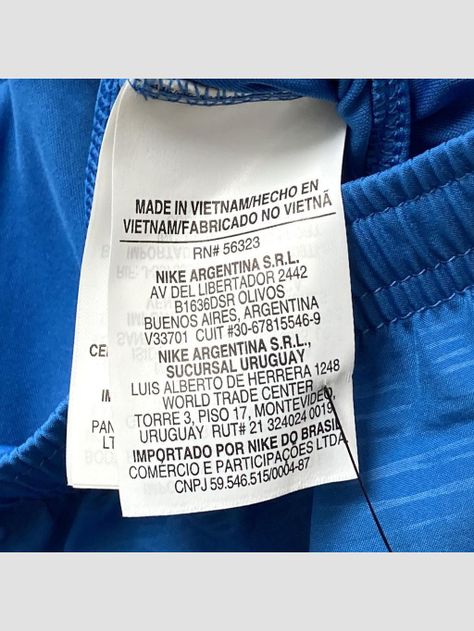 MADE IN VIETNAM/HECHO EN
VIETNAM/FABRICADO NO VIETNÃ
RN# 56323
NIKE ARGENTINA S.R.L.
AV DEL LIBERTADOR 2442
B1636DSR OLIVOS
BUENOS AIRES, ARGENTINA
V33701 CUIT #30-67815546-9
NIKE ARGENTINA S.R.L.,
SUCURSAL URUGUAY
LUIS ALBERTO DE HERRERA 1248
WORLD TRADE CENTER
TORRE 3, PISO 17, MONTEVIDEO,
URUGUAY RUT# 21 324024 0019
IMPORTADO POR NIKE DO BRASIL
COMÉRCIO E PARTICIPAÇÕES LTDA.
CNPJ 59.546.515/0004-87